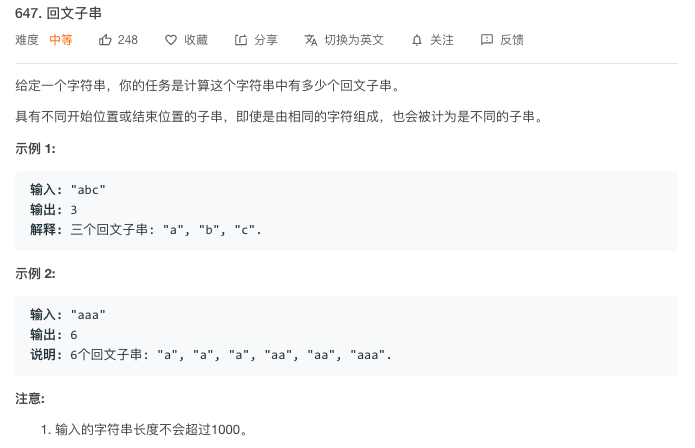 647. 回文子串
难度 中等 248 收藏 分享 切换为英文 关注 反馈
给定一个字符串，你的任务是计算这个字符串中有多少个回文子串。
具有不同开始位置或结束位置的子串，即使是由相同的字符组成，也会被计为是不同的子串。
示例 1:
输入: "abc"
输出: 3
解释: 三个回文子串: "a", "b", "c".
示例 2:
输入: "aaa"
输出: 6
说明: 6个回文子串: "a", "a", "a", "aa", "aa", "aaa".
注意:
1. 输入的字符串长度不会超过1000。